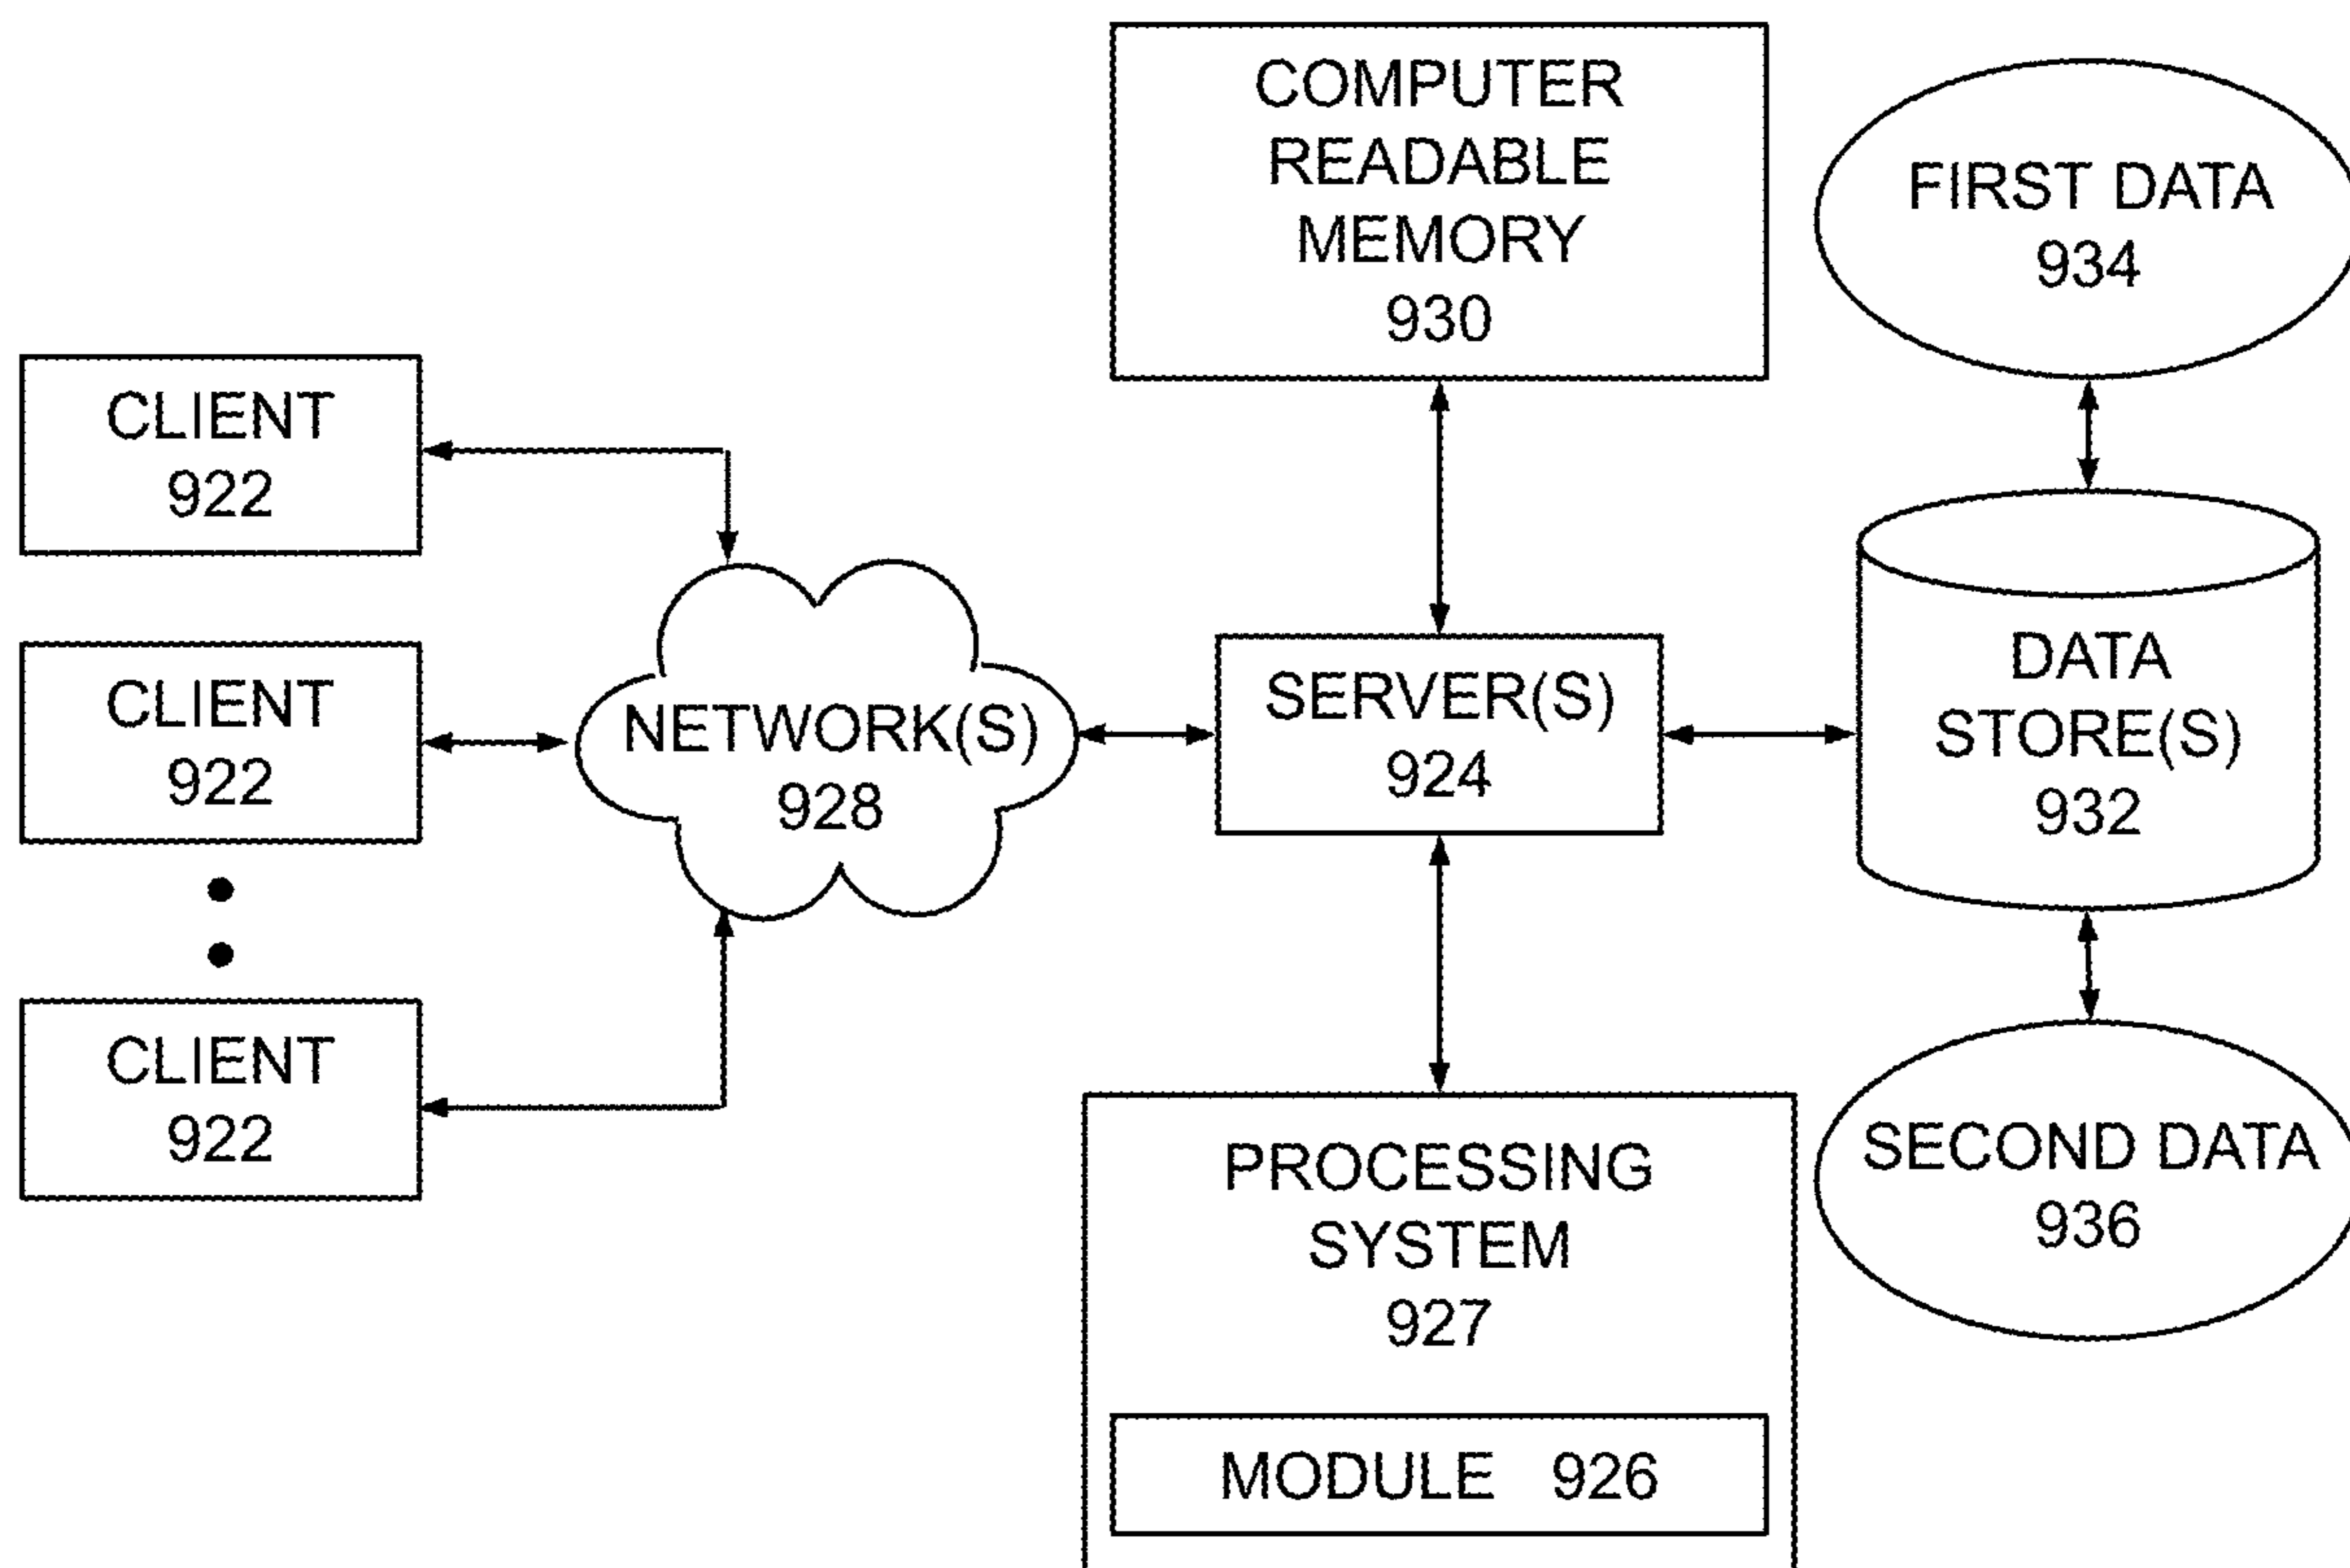 COMPUTER
READABLE
MEMORY
930
FIRST DATA
934
CLIENT
922
CLIENT
922
CLIENT
922
NETWORK(S)
928
SERVER(S)
924
DATA
STORE(S)
932
PROCESSING
SYSTEM
927
MODULE 926
SECOND DATA
936